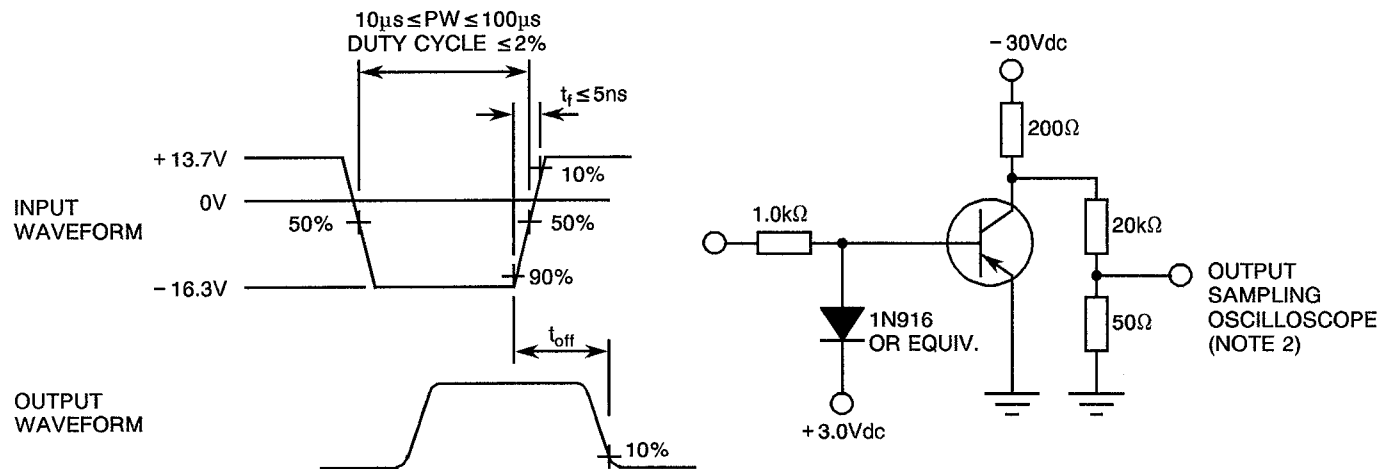 10μs ≤ PW ≤ 100μs
DUTY CYCLE ≤ 2%
t_f ≤ 5ns
+ 13.7V
10%
0V
INPUT
WAVEFORM
50%
50%
90%
− 16.3V
t_off
OUTPUT
WAVEFORM
10%
− 30Vdc
200Ω
1.0kΩ
20kΩ
OUTPUT
SAMPLING
OSCILLOSCOPE
(NOTE 2)
50Ω
1N916
OR EQUIV.
+3.0Vdc